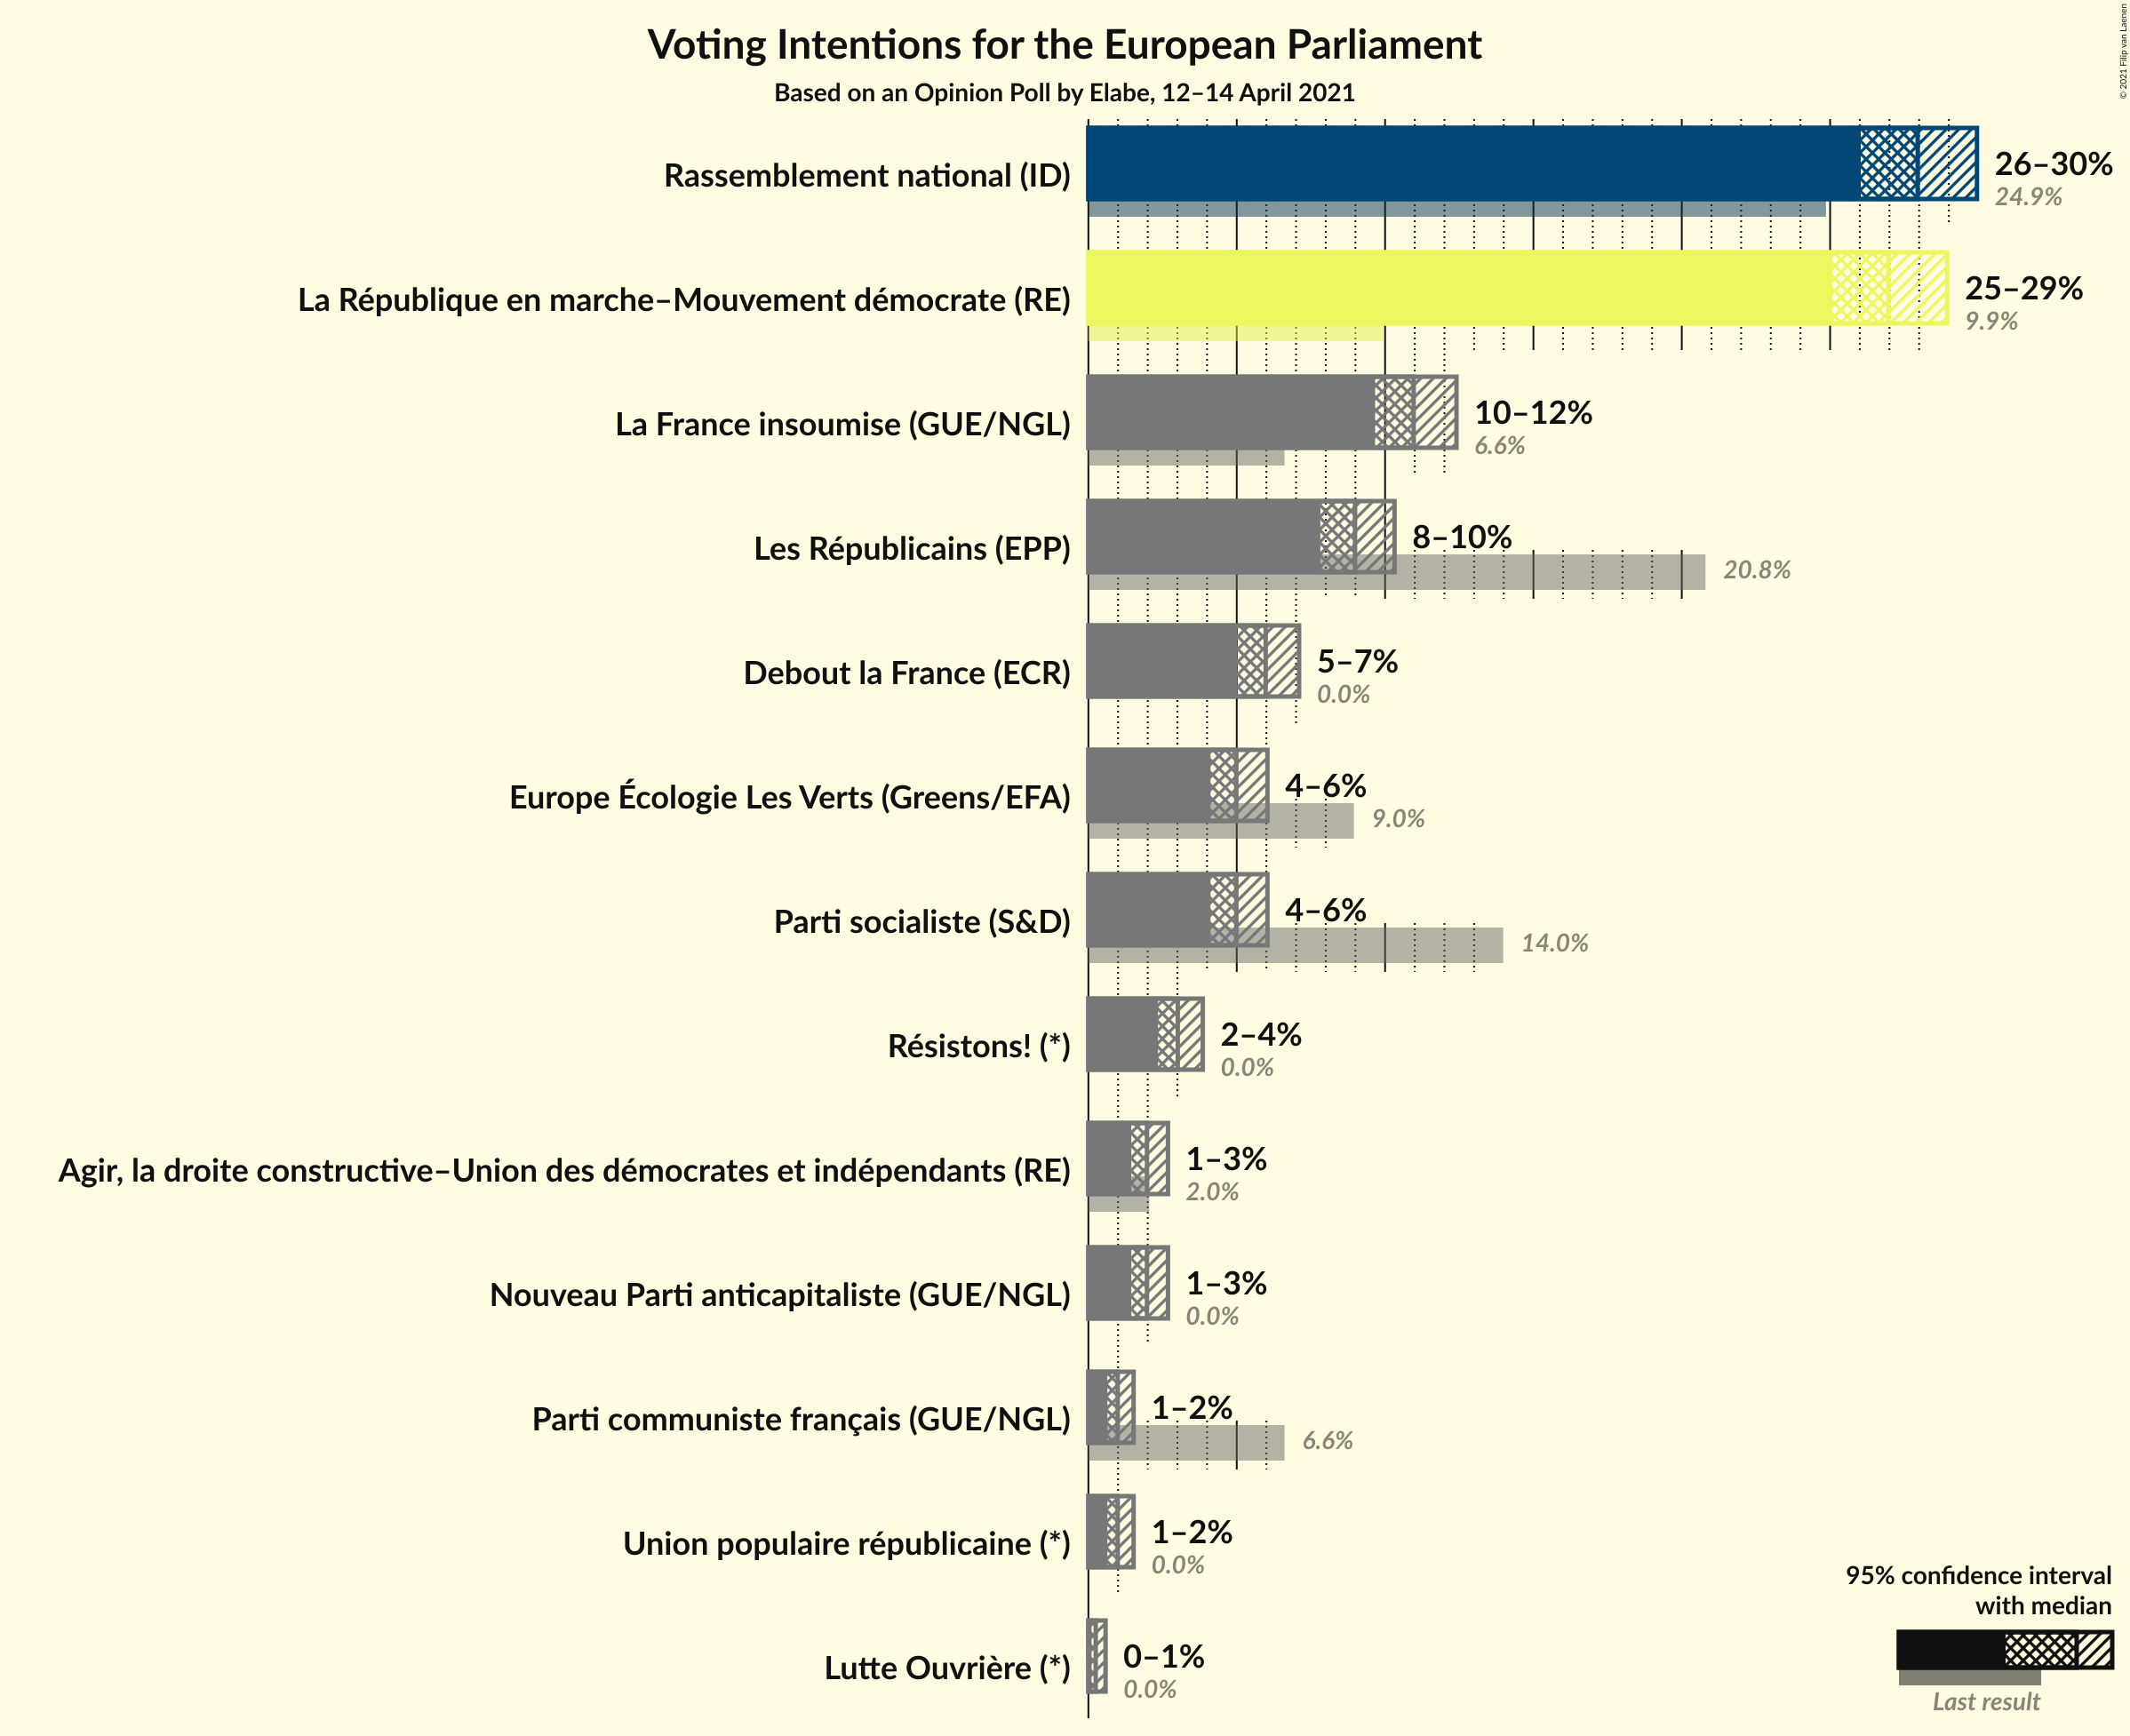 Voting Intentions for the European Parliament
Based on an Opinion Poll by Elabe, 12–14 April 2021
© 2021 Filip van Laenen
Rassemblement national (ID)
26–30%
24.9%
La République en marche–Mouvement démocrate (RE)
25–29%
9.9%
La France insoumise (GUE/NGL)
10–12%
6.6%
Les Républicains (EPP)
8–10%
20.8%
Debout la France (ECR)
5–7%
0.0%
Europe Écologie Les Verts (Greens/EFA)
4–6%
9.0%
Parti socialiste (S&D)
4–6%
14.0%
Résistons! (*)
2–4%
0.0%
Agir, la droite constructive–Union des démocrates et indépendants (RE)
1–3%
2.0%
Nouveau Parti anticapitaliste (GUE/NGL)
1–3%
0.0%
Parti communiste français (GUE/NGL)
1–2%
6.6%
Union populaire républicaine (*)
1–2%
0.0%
Lutte Ouvrière (*)
0–1%
0.0%
95% confidence interval
with median
Last result